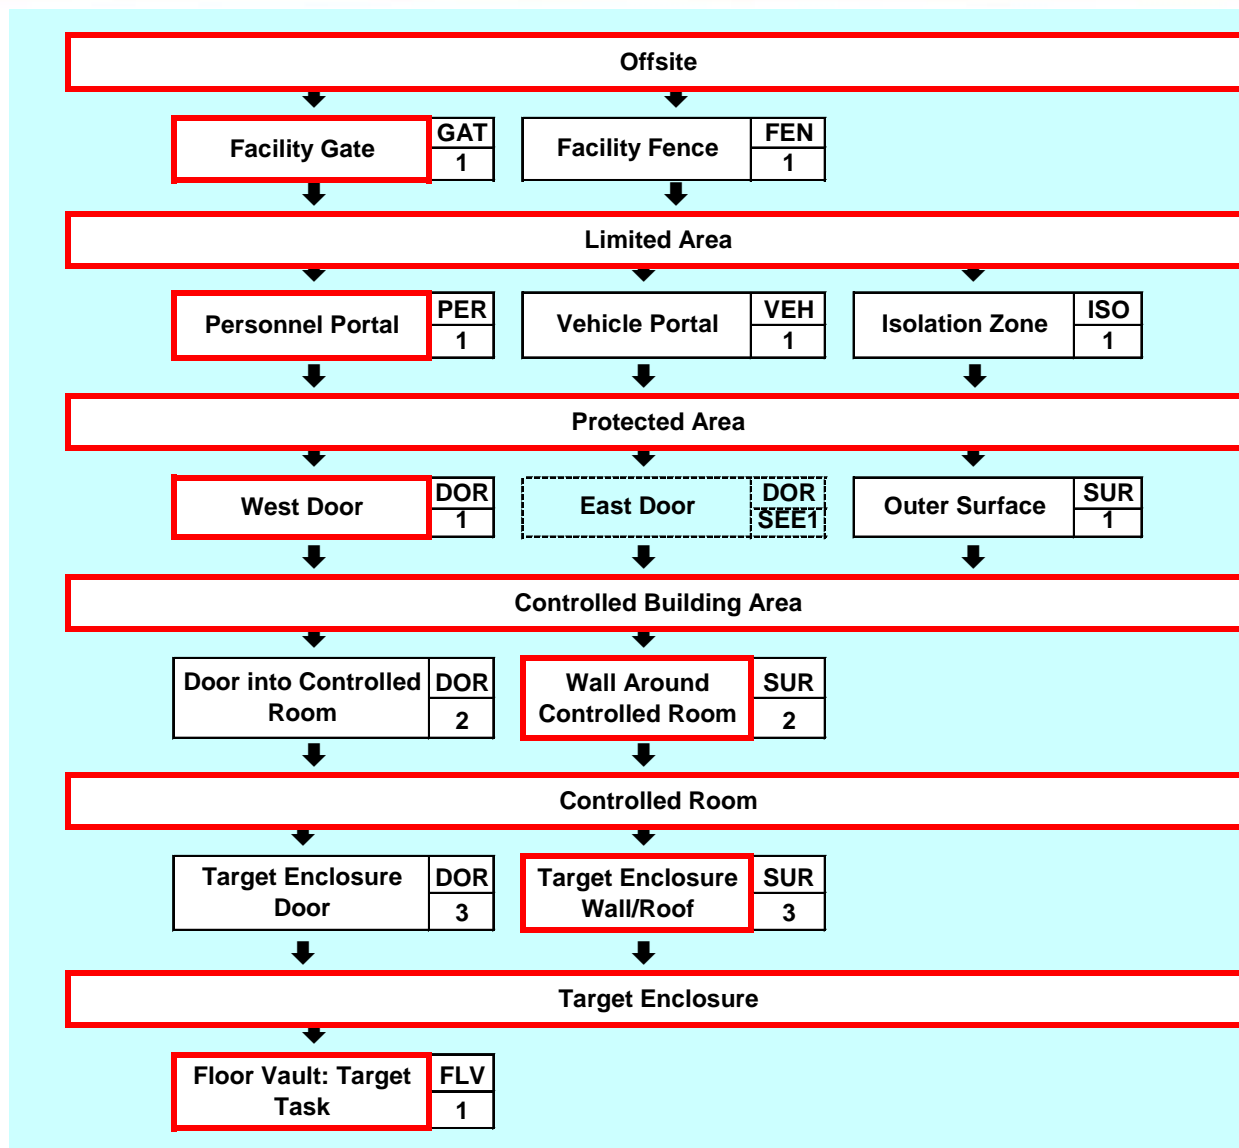 Offsite
Facility Gate
GAT
1
Facility Fence
FEN
1
Limited Area
Personnel Portal
PER
1
Vehicle Portal
VEH
1
Isolation Zone
ISO
1
Protected Area
West Door
DOR
1
East Door
DOR
SEE1
Outer Surface
SUR
1
Controlled Building Area
Door into Controlled
Room
DOR
2
Wall Around
Controlled Room
SUR
2
Controlled Room
Target Enclosure
Door
DOR
3
Target Enclosure
Wall/Roof
SUR
3
Target Enclosure
Floor Vault: Target
Task
FLV
1